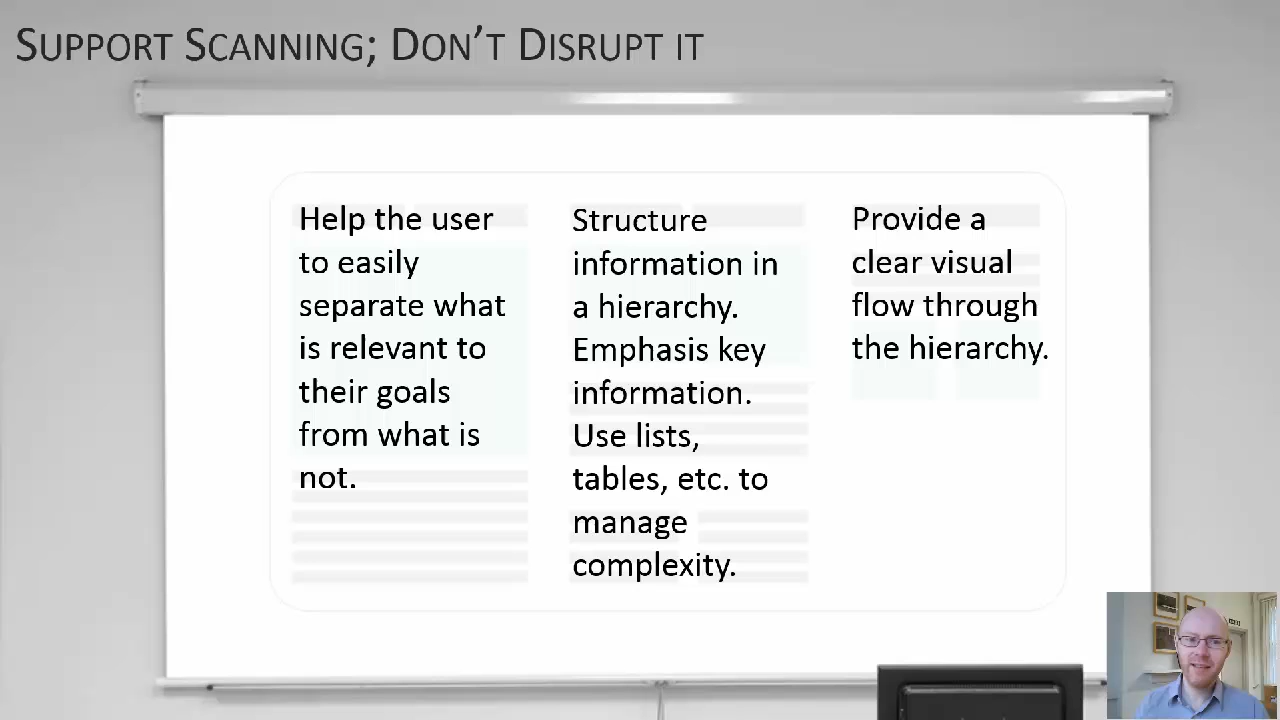 SUPPORT SCANNING; DON'T DISRUPT IT
Help the user
to easily
separate what
is relevant to
their goals
from what is
not.
Structure
information in
a hierarchy.
Emphasis key
information.
Use lists,
tables, etc. to
manage
complexity.
Provide a
clear visual
flow through
the hierarchy.